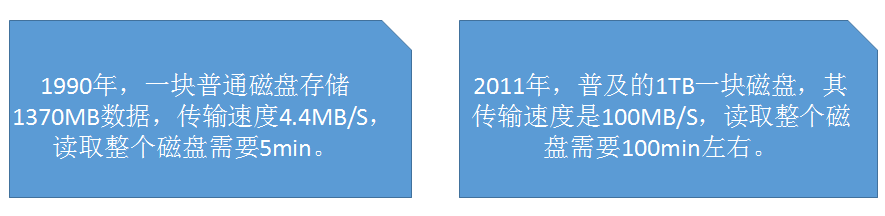 1990年，一块普通磁盘存储
1370MB数据，传输速度4.4MB/S，
读取整个磁盘需要5min。
2011年，普及的1TB一块磁盘，其
传输速度是100MB/S，读取整个磁
盘需要100min左右。